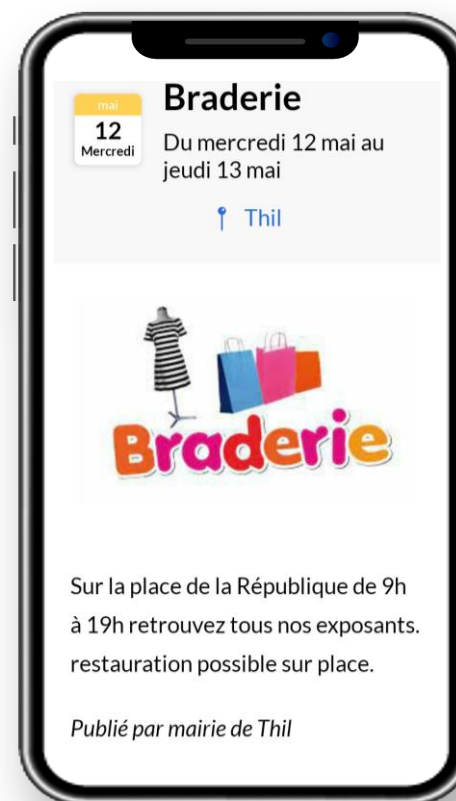 mai
12
Mercredi
Braderie
Du mercredi 12 mai au
jeudi 13 mai
Thil
Braderie
Sur la place de la République de 9h
à 19h retrouvez tous nos exposants.
restauration possible sur place.
Publié par mairie de Thil